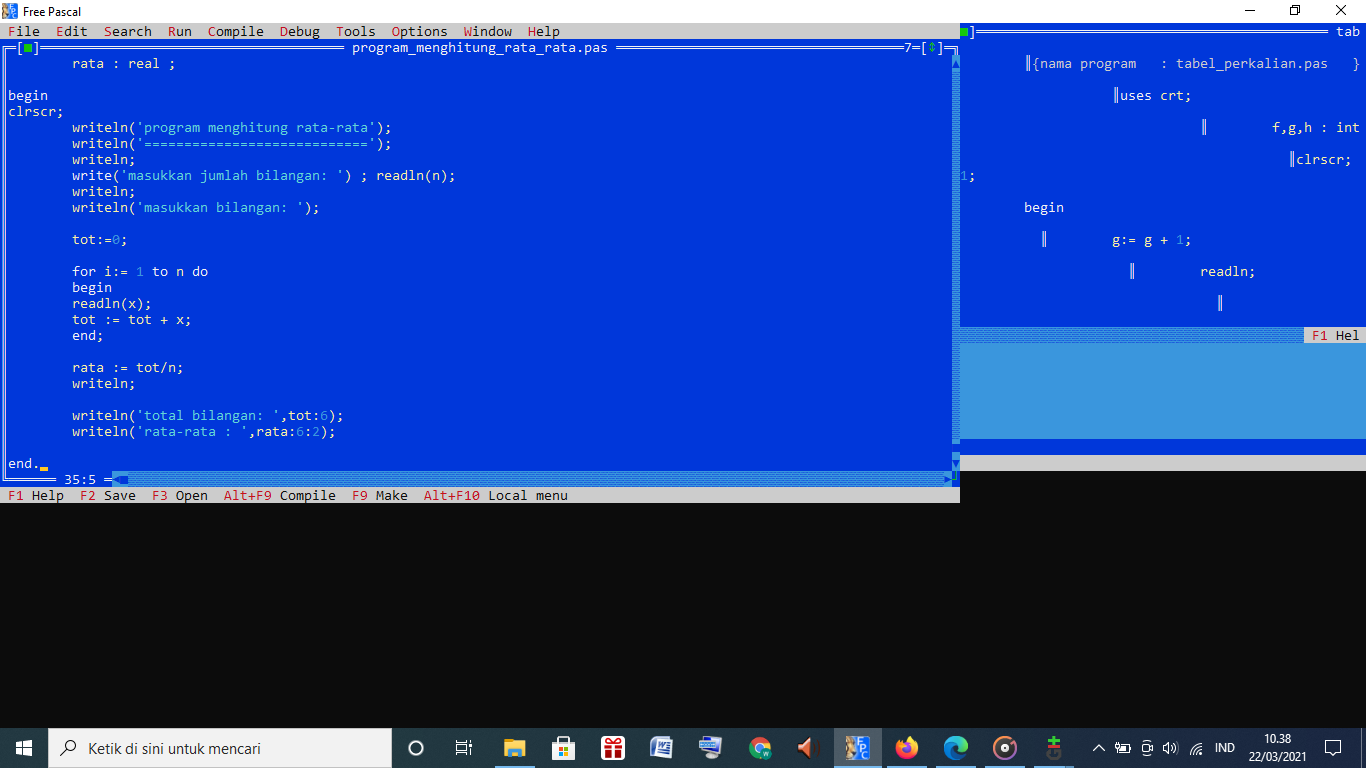 Free Pascal
File Edit Search Run Compile Debug Tools Options Window Help
program_menghitung_rata_rata.pas 7
rata : real ;
begin
clrscr;
writeln('program menghitung rata-rata');
writeln('============================');
writeln;
write('masukkan jumlah bilangan: ') ; readln(n);
writeln;
writeln('masukkan bilangan: ');
tot:=0;
for i:= 1 to n do
begin
readln(x);
tot := tot + x;
end;
rata := tot/n;
writeln;
writeln('total bilangan: ',tot:6);
writeln('rata-rata : ',rata:6:2);
end.
35:5
F1 Help F2 Save F3 Open Alt+F9 Compile F9 Make Alt+F10 Local menu
tab
{nama program : tabel_perkalian.pas }
uses crt;
f,g,h : int
clrscr;
1;
begin
g:= g + 1;
readln;
F1 Hel
Ketik di sini untuk mencari
IND
10.38
22/03/2021